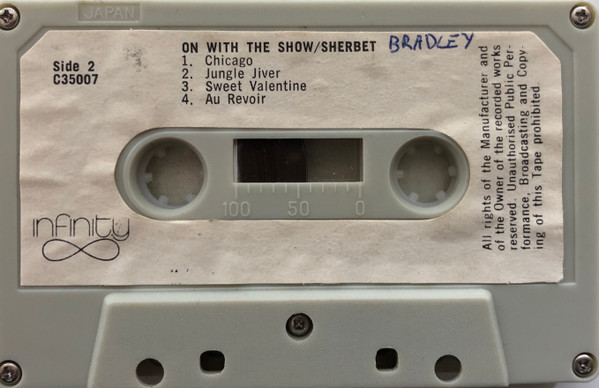 JAPAN
Side 2
C35007
ON WITH THE SHOW/SHERBET
BRADLEY
1. Chicago
2. Jungle Jiver
3. Sweet Valentine
4. Au Revoir
100 50 0
infinity
All rights of the Manufacturer and
of the Owner of the recorded works
reserved. Unauthorised Public Per-
formance, Broadcasting and Copy-
ing of this Tape prohibited.